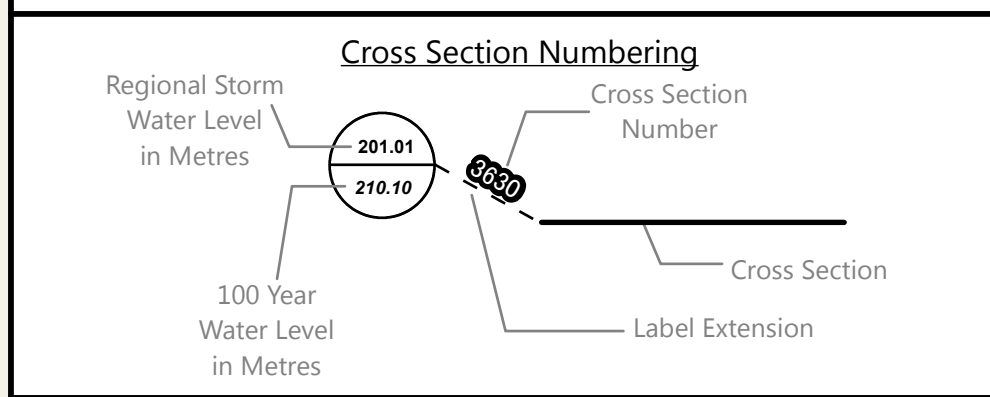 Cross Section Numbering
Regional Storm
Water Level
in Metres
201.01
210.10
100 Year
Water Level
in Metres
3630
Cross Section
Number
Cross Section
Label Extension